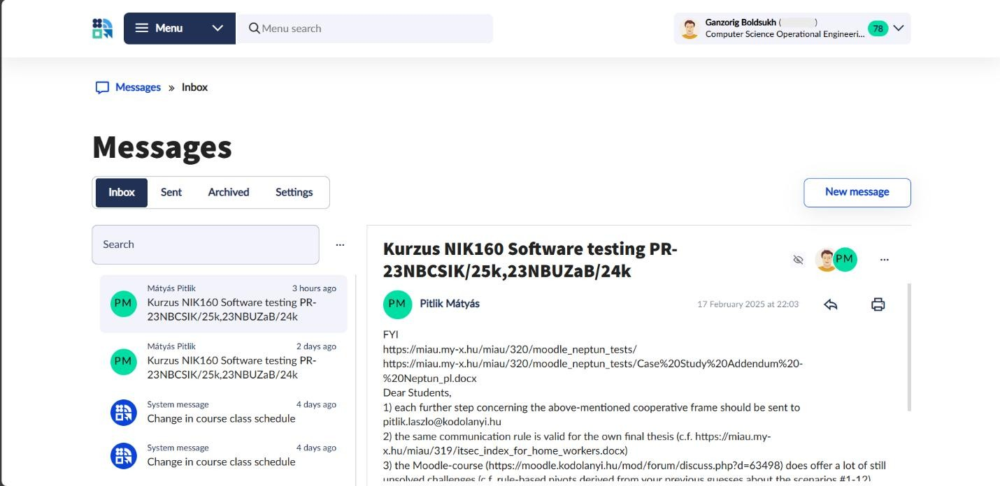 Menu
Menu search
Ganzorig Boldsukh ( )
Computer Science Operational Engineeri...
78
Messages » Inbox
Messages
Inbox
Sent
Archived
Settings
New message
Search
...
PM
Mátyás Pitlik
3 hours ago
Kurzus NIK160 Software testing PR-
23NBCSIK/25k,23NBUZaB/24k
PM
Mátyás Pitlik
2 days ago
Kurzus NIK160 Software testing PR-
23NBCSIK/25k,23NBUZaB/24k
System message
4 days ago
Change in course class schedule
System message
4 days ago
Change in course class schedule
Kurzus NIK160 Software testing PR-
23NBCSIK/25k,23NBUZaB/24k
PM
...
PM
Pitlik Mátyás
17 February 2025 at 22:03
FYI
https://miau.my-x.hu/miau/320/moodle_neptun_tests/
https://miau.my-x.hu/miau/320/moodle_neptun_tests/Case%20Study%20Addendum%20-
%20Neptun_pl.docx
Dear Students,
1) each further step concerning the above-mentioned cooperative frame should be sent to
pitlik.laszlo@kodolanyi.hu
2) the same communication rule is valid for the own final thesis (c.f. https://miau.my-
x.hu/miau/319/itsec_index_for_home_workers.docx)
3) the Moodle-course (https://moodle.kodolanyi.hu/mod/forum/discuss.php?d=63498) does offer a lot of still
unsolved challenges (c.f. rule-based pivots derived from your previous guesses about the scenarios #1-12)